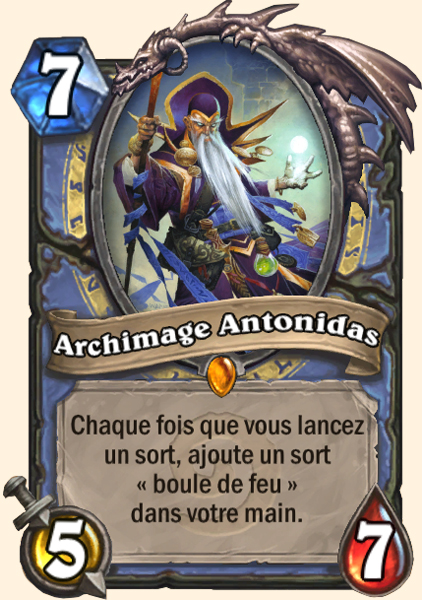 7
Archimage Antonidas
Chaque fois que vous lancez
un sort, ajoute un sort
« boule de feu »
dans votre main.
5
7